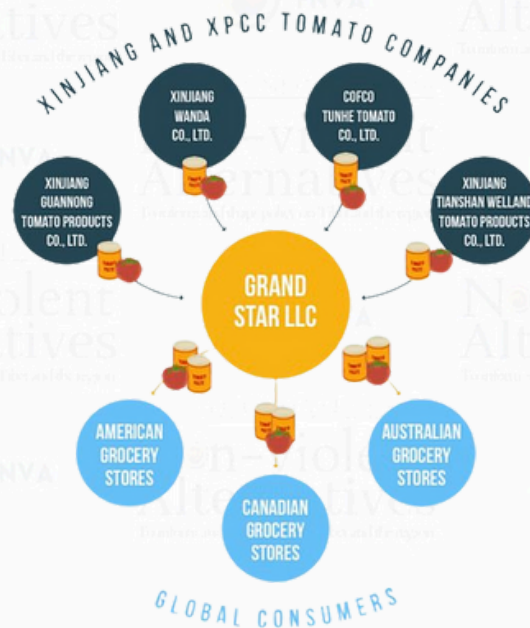 XINJIANG AND XPCC TOMATO COMPANIES
XINJIANG
WANDA
CO., LTD.
COFCO
TUNHE TOMATO
CO., LTD.
XINJIANG
GUANNONG
TOMATO PRODUCTS
CO., LTD.
XINJIANG
TIANSHAN WELLAND
TOMATO PRODUCTS
CO., LTD.
GRAND
STAR LLC
AMERICAN
GROCERY
STORES
CANADIAN
GROCERY
STORES
AUSTRALIAN
GROCERY
STORES
GLOBAL CONSUMERS